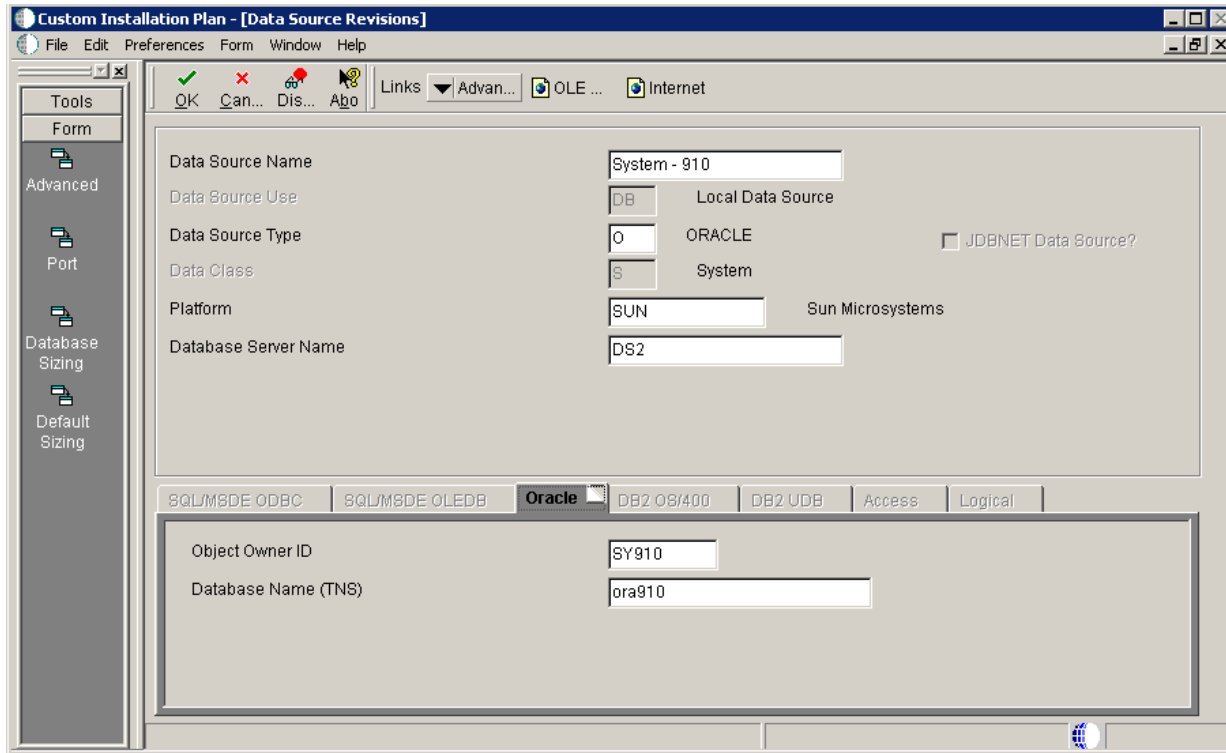 Custom Installation Plan - [Data Source Revisions]
File Edit Preferences Form Window Help
Tools
Form
Advanced
Port
Database
Sizing
Default
Sizing
OK Can... Dis... Abo Links Advan... OLE ... Internet
Data Source Name System - 910
Data Source Use DB Local Data Source
Data Source Type O ORACLE JDBNET Data Source?
Data Class S System
Platform SUN Sun Microsystems
Database Server Name DS2
SQL/MSDE ODBC SQL/MSDE OLEDB Oracle DB2 OS/400 DB2 UDB Access Logical
Object Owner ID SY910
Database Name (TNS) ora910